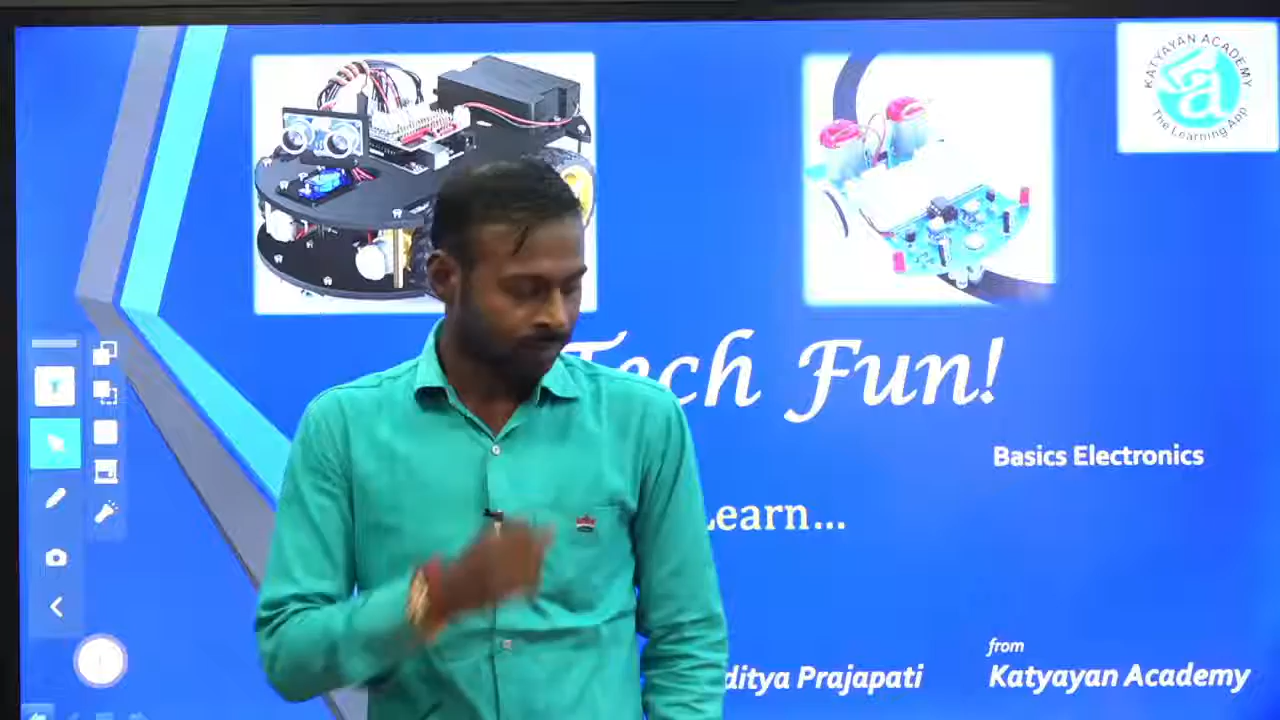 KATYAYAN ACADEMY
The Learning App
Tech Fun!
Basics Electronics
Learn...
ditya Prajapati
from
Katyayan Academy